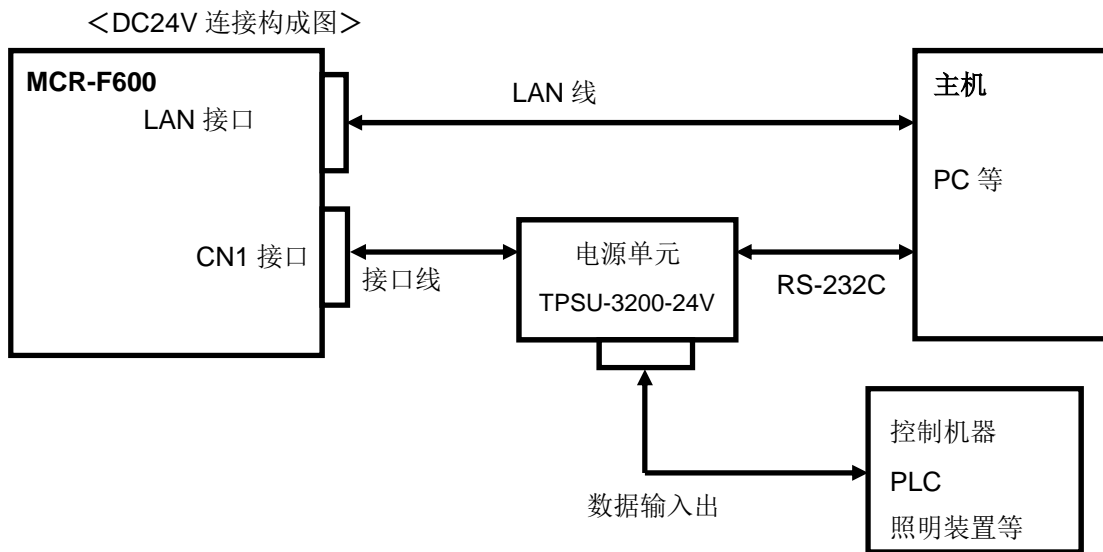 ＜DC24V 连接构成图＞
MCR-F600
LAN 接口
LAN 线
主机
PC 等
CN1 接口
接口线
电源单元
TPSU-3200-24V
RS-232C
数据输入出
控制机器
PLC
照明装置等